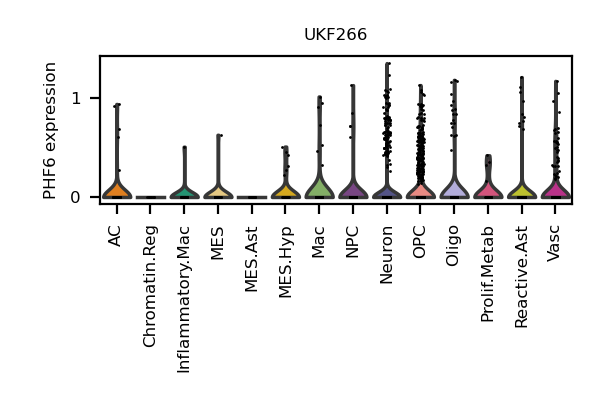 UKF266
PHF6 expression
1
0
AC
Chromatin.Reg
Inflammatory.Mac
MES
MES.Ast
MES.Hyp
Mac
NPC
Neuron
OPC
Oligo
Prolif.Metab
Reactive.Ast
Vasc